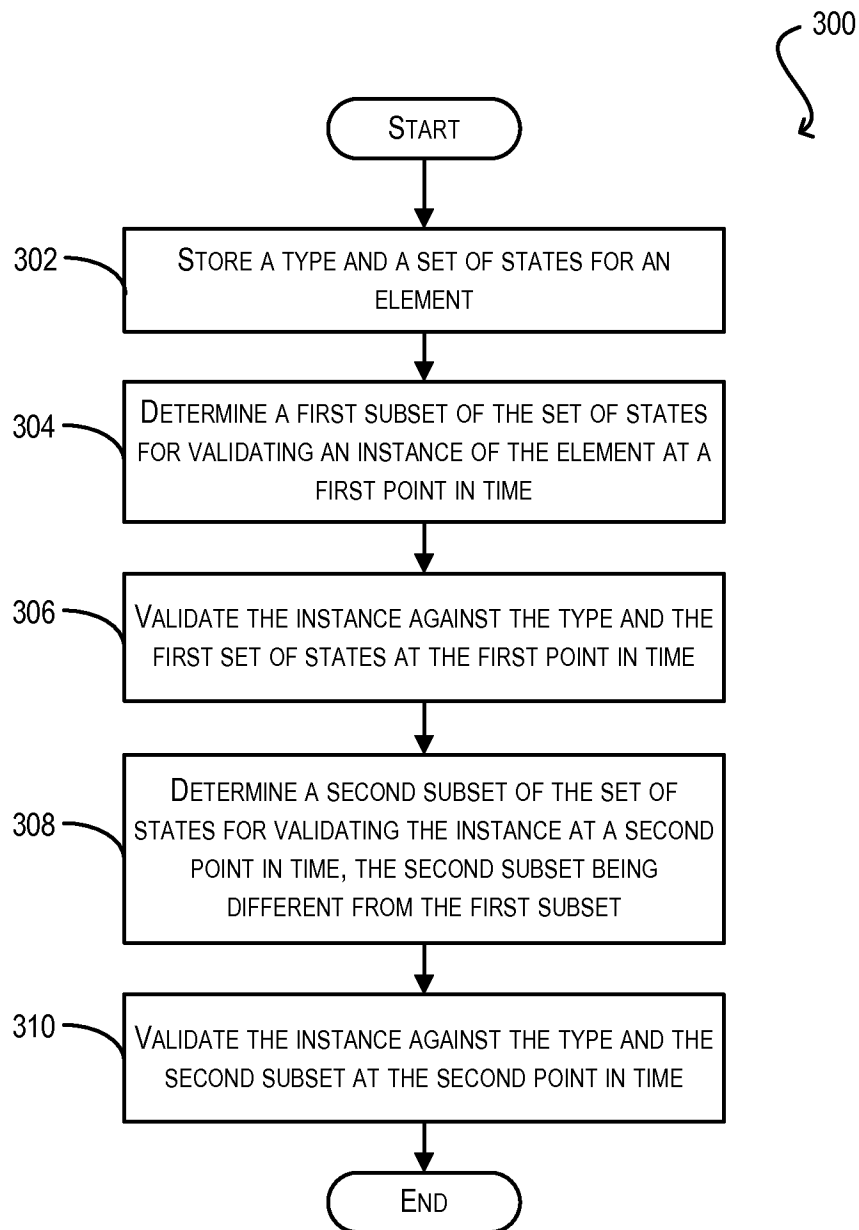 300
START
302
STORE A TYPE AND A SET OF STATES FOR AN
ELEMENT
304
DETERMINE A FIRST SUBSET OF THE SET OF STATES
FOR VALIDATING AN INSTANCE OF THE ELEMENT AT A
FIRST POINT IN TIME
306
VALIDATE THE INSTANCE AGAINST THE TYPE AND THE
FIRST SET OF STATES AT THE FIRST POINT IN TIME
308
DETERMINE A SECOND SUBSET OF THE SET OF
STATES FOR VALIDATING THE INSTANCE AT A SECOND
POINT IN TIME, THE SECOND SUBSET BEING
DIFFERENT FROM THE FIRST SUBSET
310
VALIDATE THE INSTANCE AGAINST THE TYPE AND THE
SECOND SUBSET AT THE SECOND POINT IN TIME
END